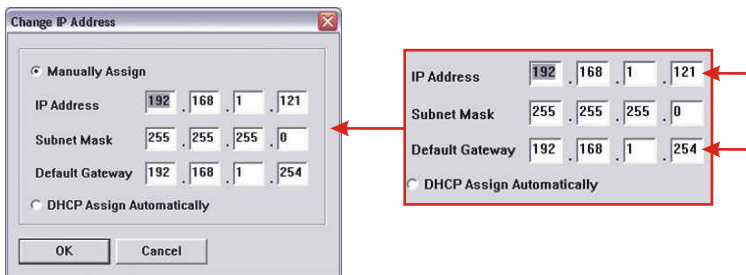 Change IP Address
Manually Assign
IP Address 192 . 168 . 1 . 121
Subnet Mask 255 . 255 . 255 . 0
Default Gateway 192 . 168 . 1 . 254
DHCP Assign Automatically
OK Cancel
IP Address 192 . 168 . 1 . 121
Subnet Mask 255 . 255 . 255 . 0
Default Gateway 192 . 168 . 1 . 254
DHCP Assign Automatically